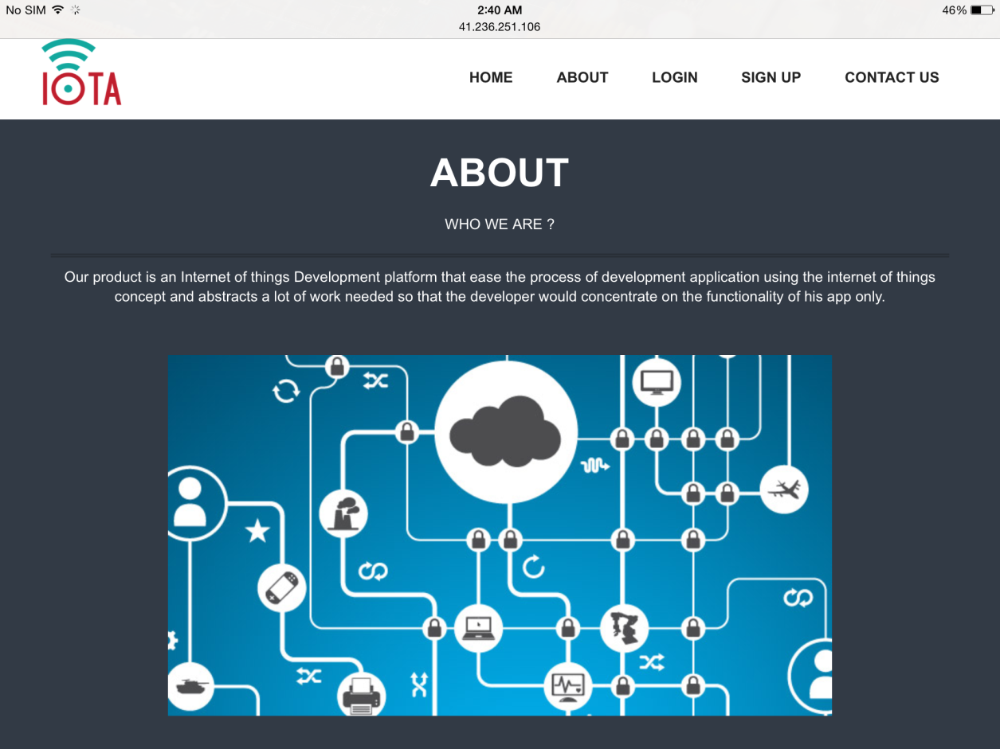 No SIM
2:40 AM
46%
41.236.251.106
IOTA
HOME ABOUT LOGIN SIGN UP CONTACT US
ABOUT
WHO WE ARE ?
Our product is an Internet of things Development platform that ease the process of development application using the internet of things
concept and abstracts a lot of work needed so that the developer would concentrate on the functionality of his app only.